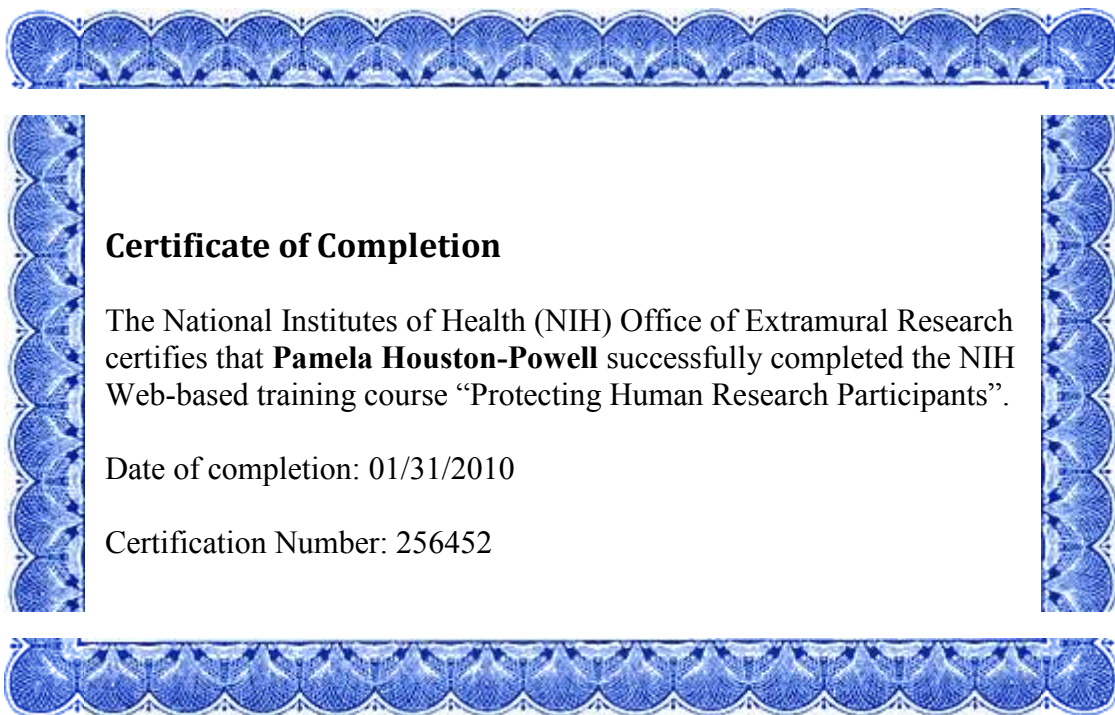 Certificate of Completion
The National Institutes of Health (NIH) Office of Extramural Research
certifies that Pamela Houston-Powell successfully completed the NIH
Web-based training course “Protecting Human Research Participants”.
Date of completion: 01/31/2010
Certification Number: 256452